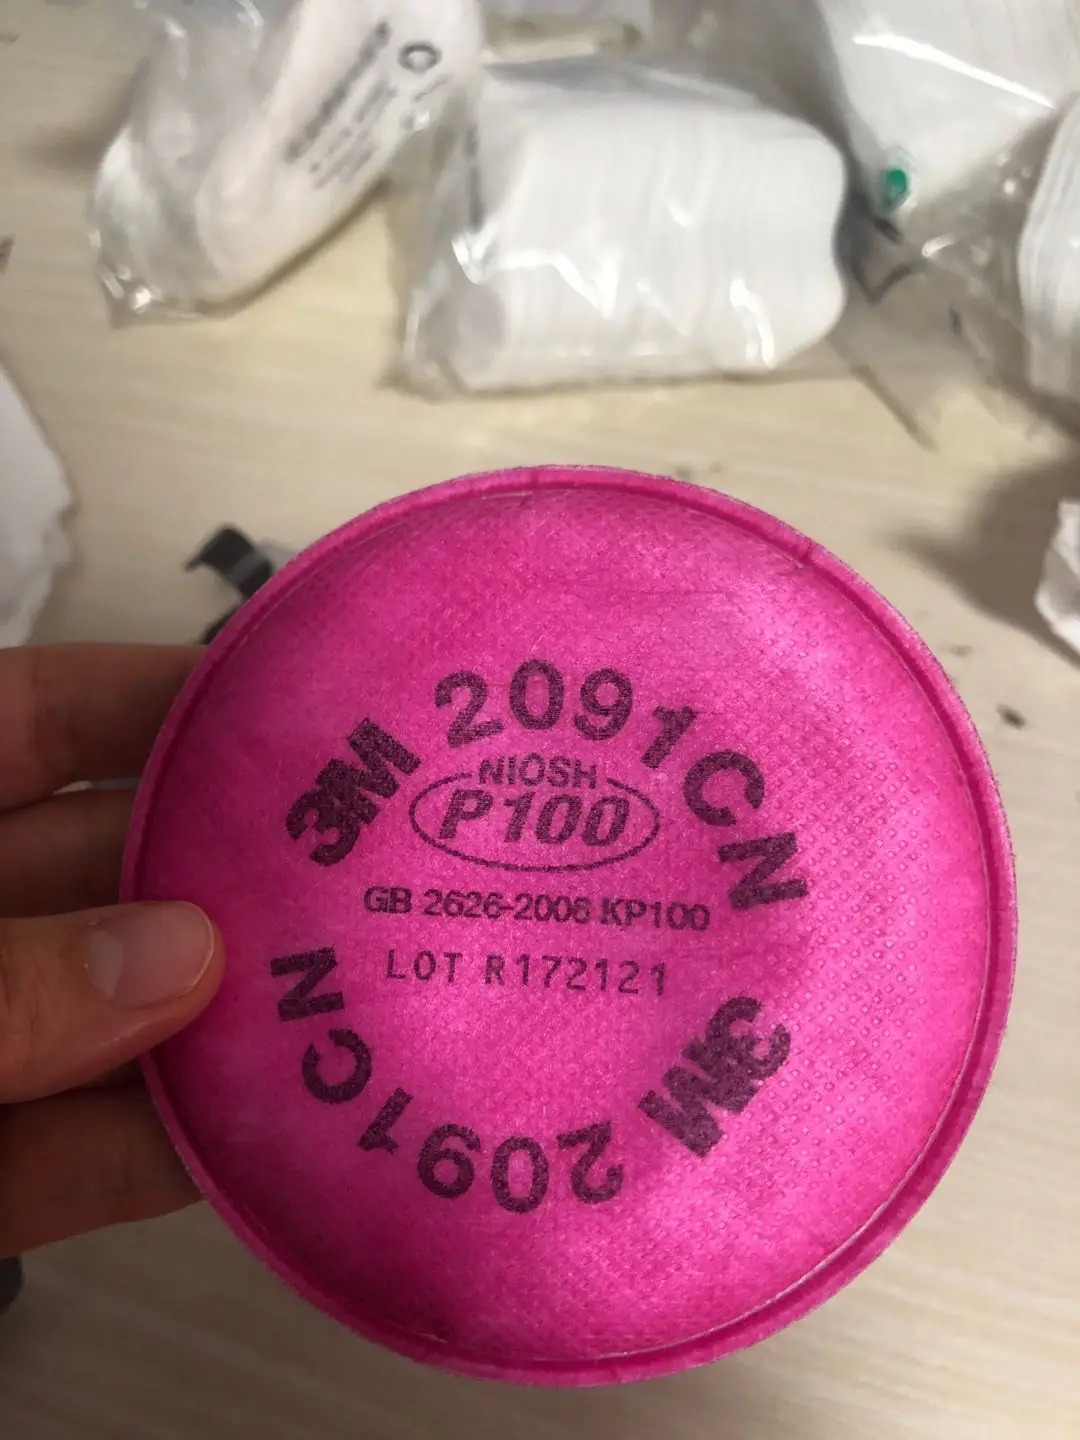 3M 2091CN
NIOSH
P100
GB 2626-2006 KP100
LOT R172121
3M 2091CN